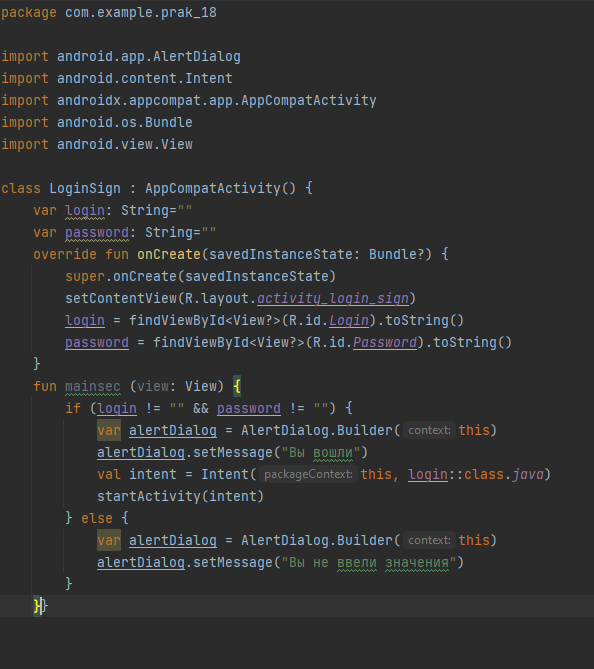 package com.example.prak_18
import android.app.AlertDialog
import android.content.Intent
import androidx.appcompat.app.AppCompatActivity
import android.os.Bundle
import android.view.View
class LoginSign : AppCompatActivity() {
var login: String=""
var password: String=""
override fun onCreate(savedInstanceState: Bundle?) {
super.onCreate(savedInstanceState)
setContentView(R.layout.activity_login_sign)
login = findViewById<View?>(R.id.Login).toString()
password = findViewById<View?>(R.id.Password).toString()
}
fun mainsec (view: View) {
if (login != "" && password != "") {
var alertDialog = AlertDialog.Builder( context: this)
alertDialog.setMessage("Вы вошли")
val intent = Intent( packageContext: this, login::class.java)
startActivity(intent)
} else {
var alertDialog = AlertDialog.Builder( context: this)
alertDialog.setMessage("Вы не ввели значения")
}
}}